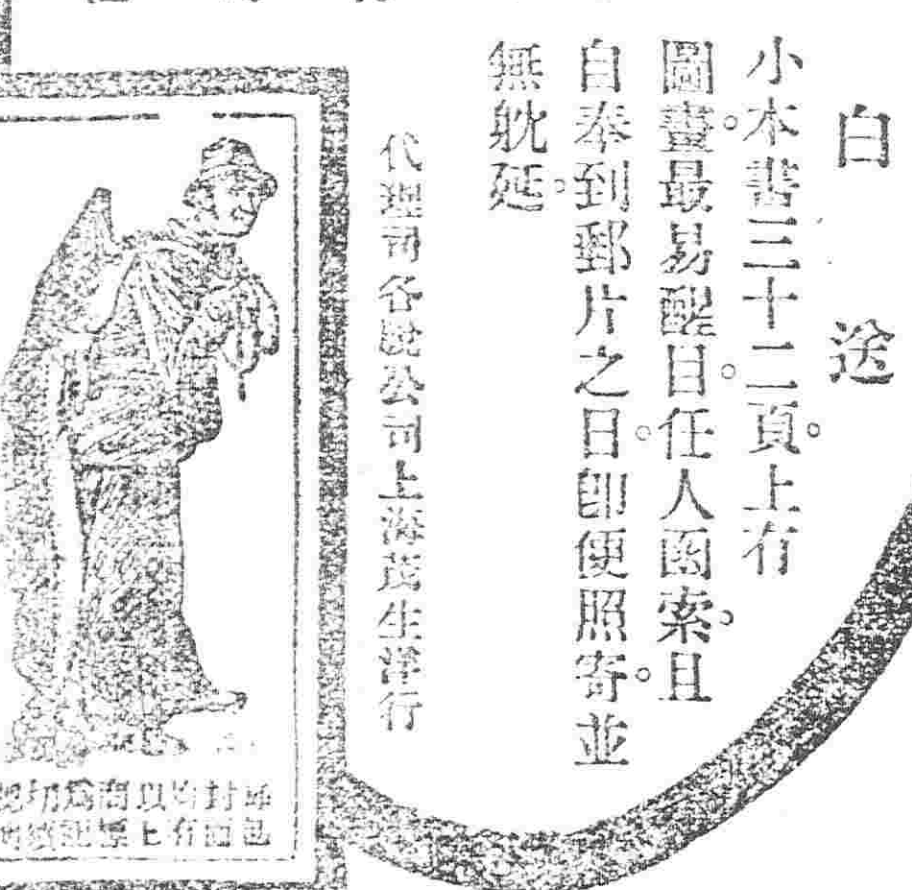 白送
小本書三十二頁。上有
圖畫。最易醒目。任人函索。且
自奉到郵片之日。卽便照寄。並
無躭延。
代理司各脫公司上海茂生洋行